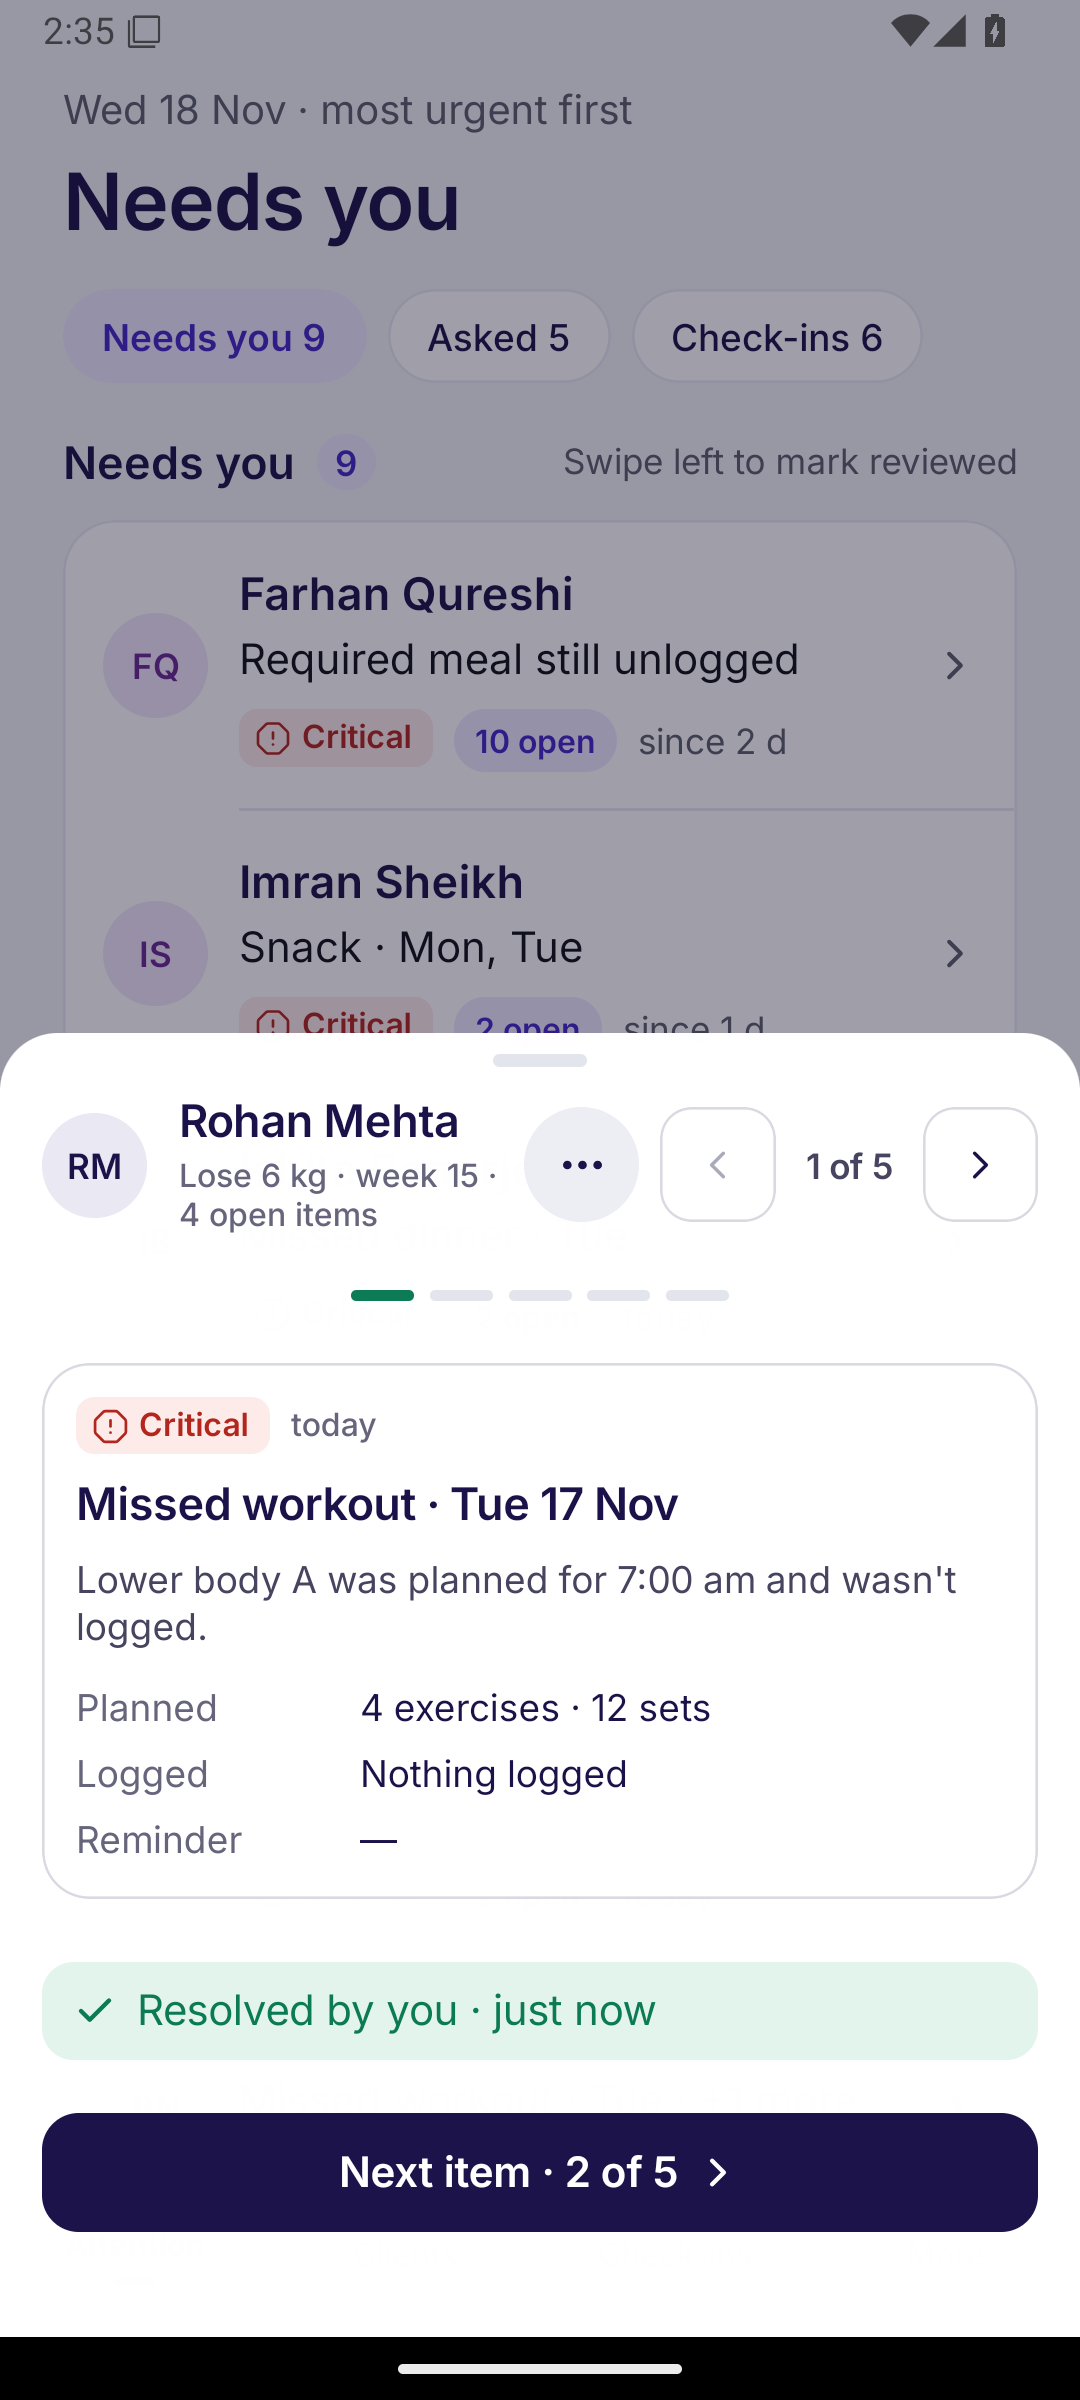 2:35
Wed 18 Nov · most urgent first
Needs you
Needs you 9
Asked 5
Check-ins 6
Needs you 9
Swipe left to mark reviewed
FQ
Farhan Qureshi
Required meal still unlogged
Critical
10 open
since 2 d
IS
Imran Sheikh
Snack · Mon, Tue
Critical
2 open
since 1 d
RM
Rohan Mehta
Lose 6 kg · week 15 ·
4 open items
1 of 5
Critical
today
Missed workout · Tue 17 Nov
Lower body A was planned for 7:00 am and wasn't
logged.
Planned 4 exercises · 12 sets
Logged Nothing logged
Reminder —
Resolved by you · just now
Next item · 2 of 5